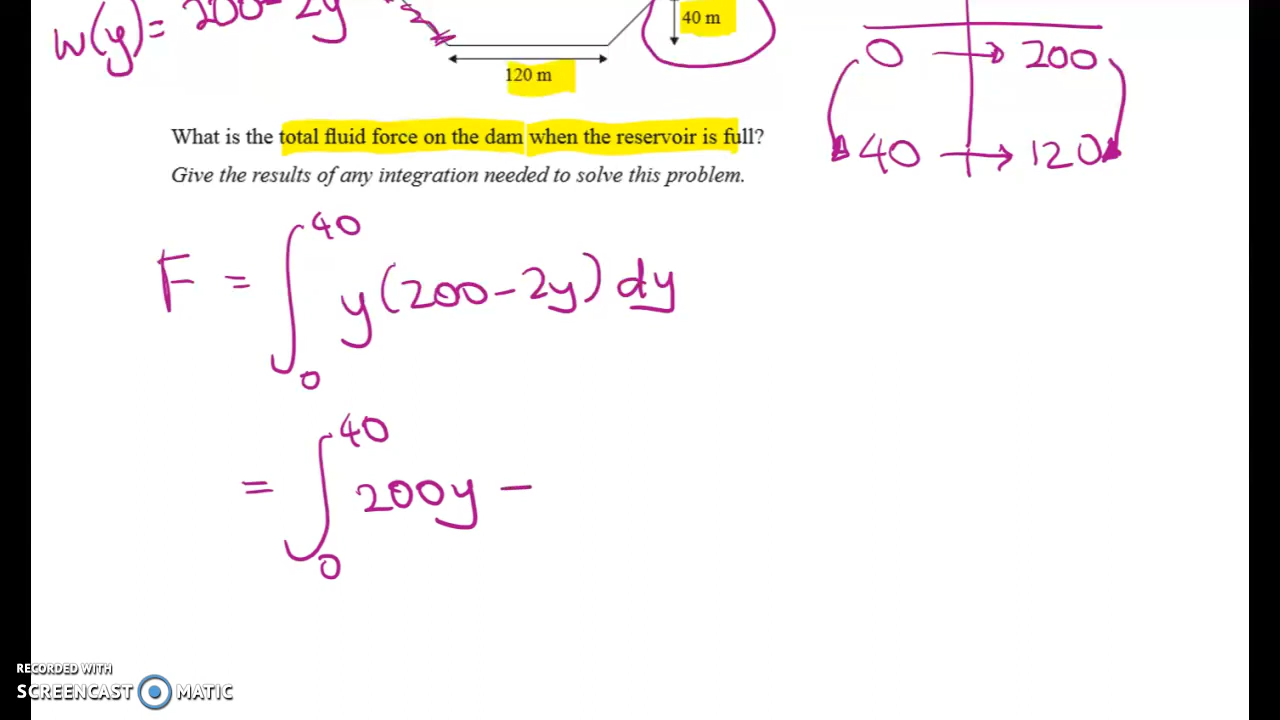 w(y) = 200 - 2y
40 m
120 m
0 → 200
40 → 120
What is the total fluid force on the dam when the reservoir is full?
Give the results of any integration needed to solve this problem.
F = ∫₀⁴⁰ y(200 - 2y) dy
= ∫₀⁴⁰ 200y -
RECORDED WITH
SCREENCAST MATIC